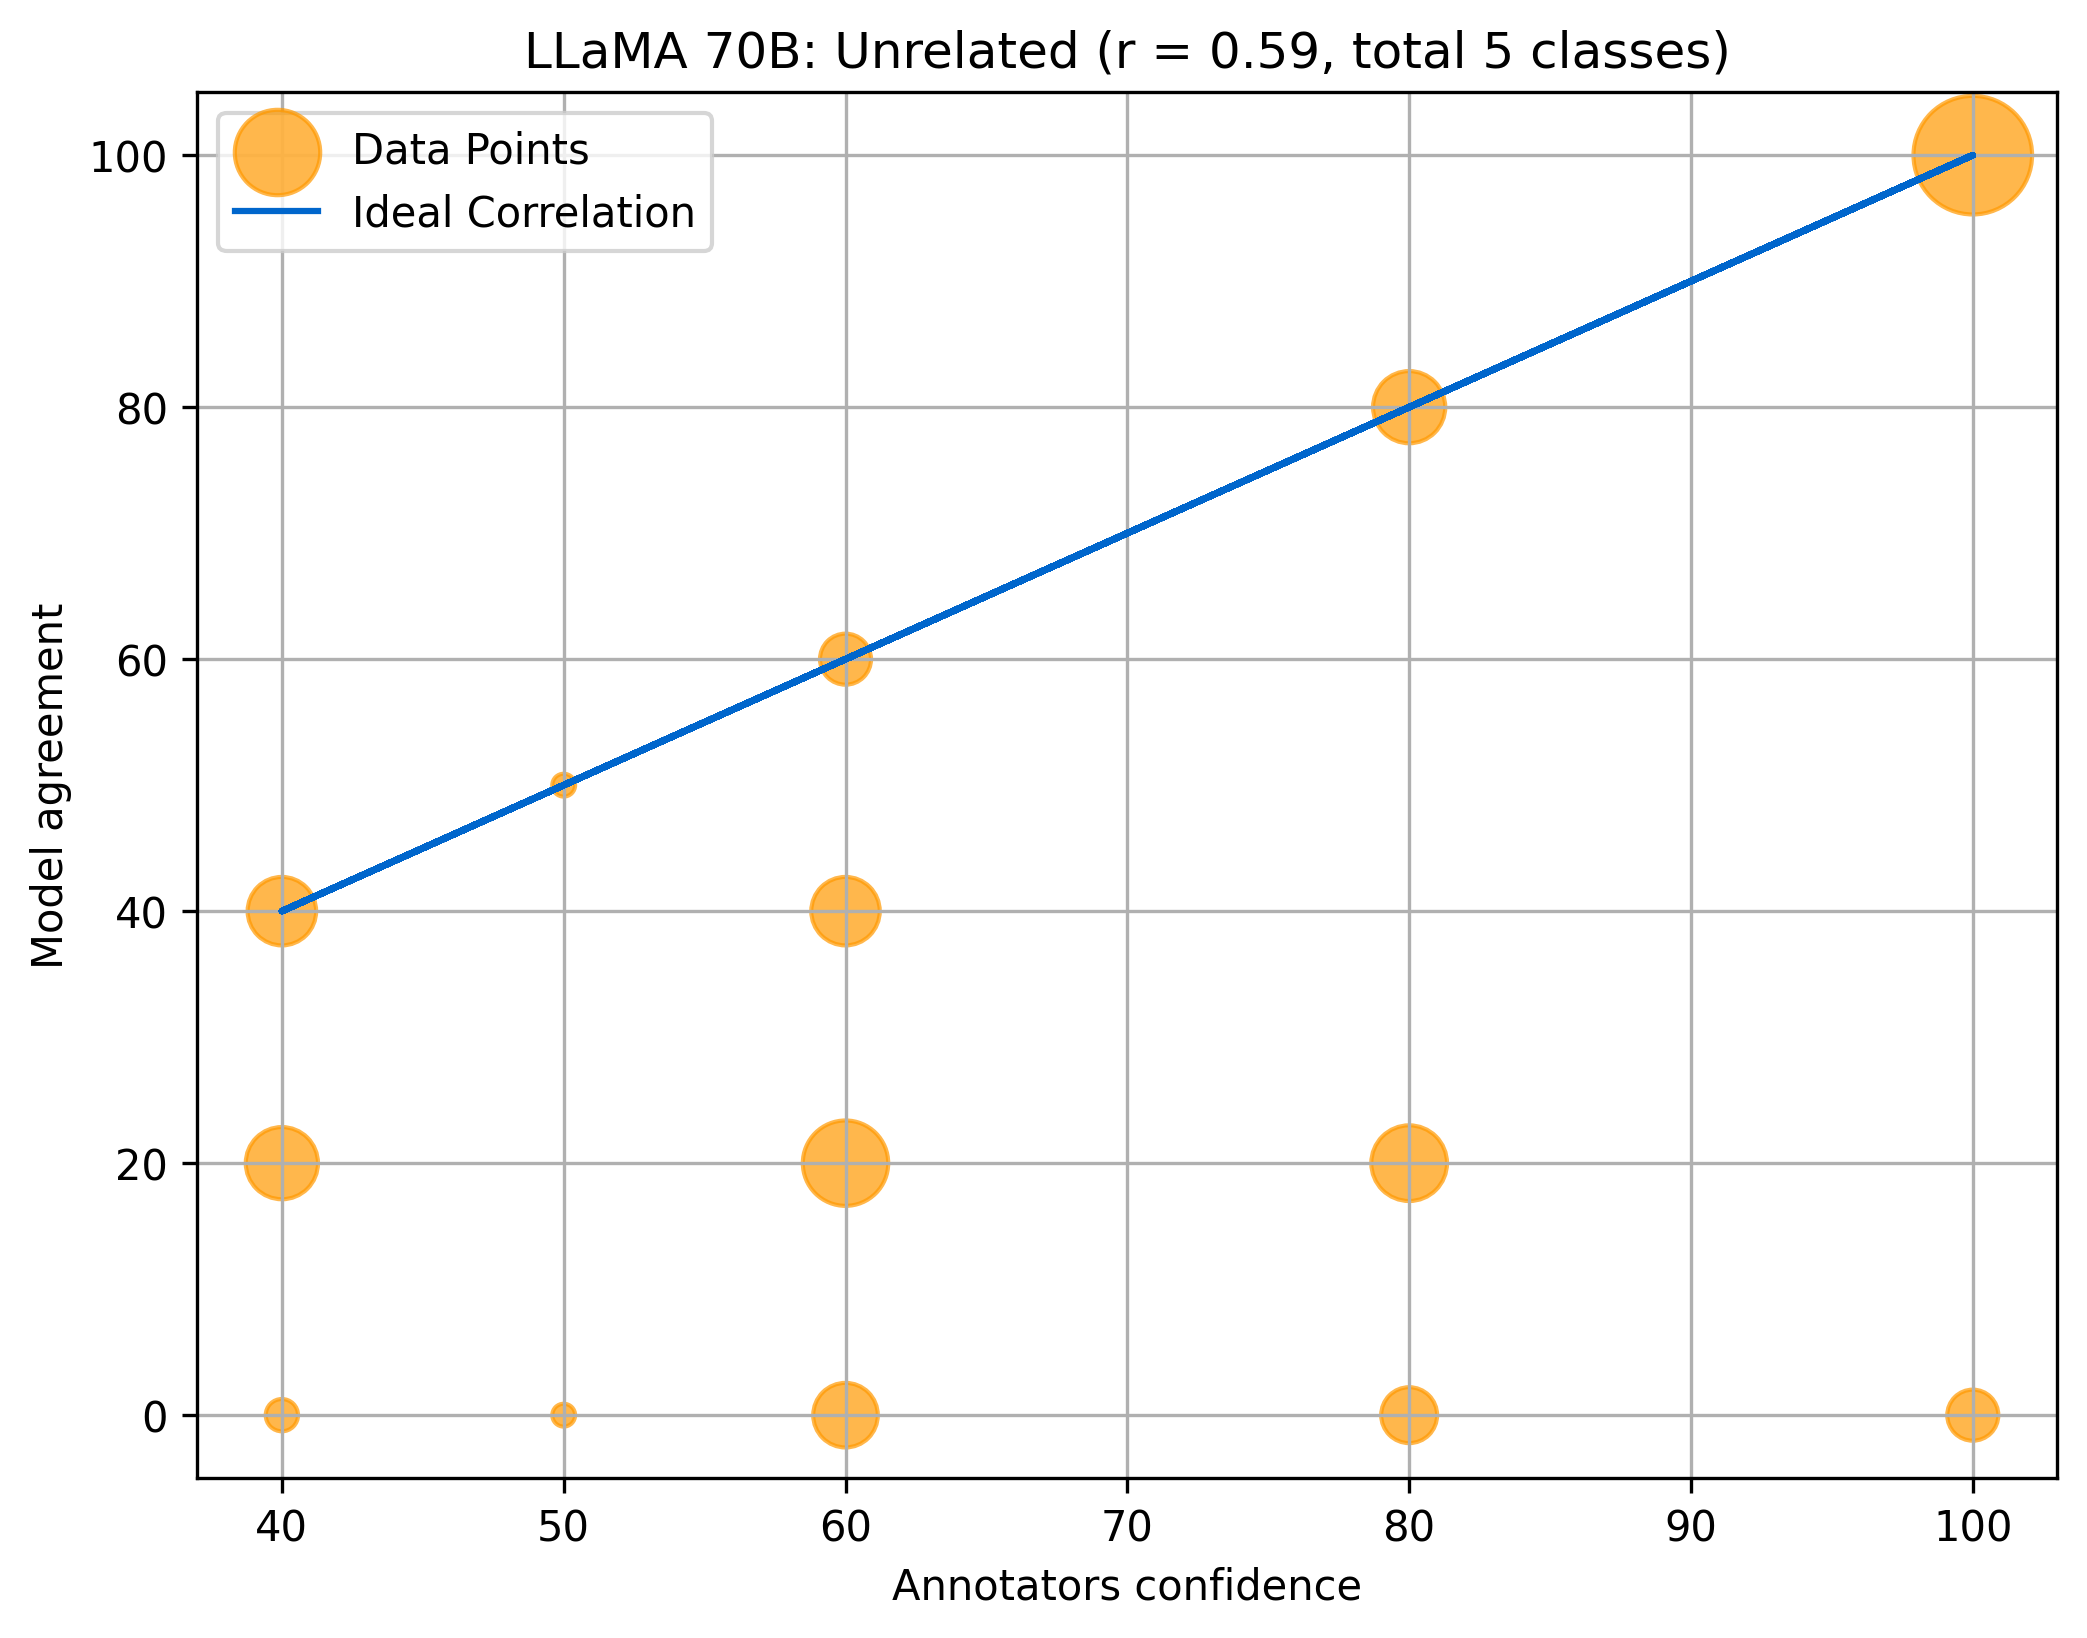 LLaMA 70B: Unrelated (r = 0.59, total 5 classes)
Data Points
Ideal Correlation
100
80
60
40
20
0
Model agreement
40 50 60 70 80 90 100
Annotators confidence